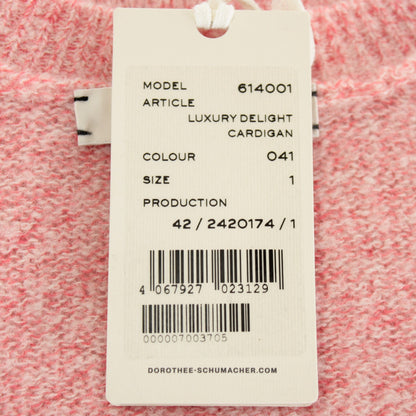 MODEL 614001
ARTICLE
LUXURY DELIGHT
CARDIGAN
COLOUR 041
SIZE 1
PRODUCTION
42 / 2420174 / 1
4 067927 023129
000007003705
DOROTHEE-SCHUMACHER.COM